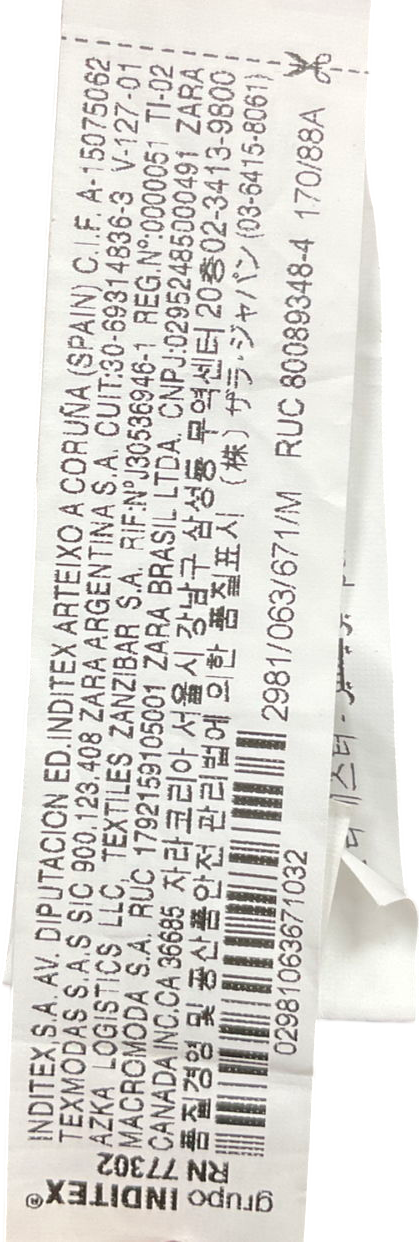 grupo INDITEX®
RN 77302
INDITEX,S.A. AV. DIPUTACION ED.INDITEX ARTEIXO A CORUÑA (SPAIN) C.I.F. A-15075062
TEXMODAS S.A.S SIC 900.123.408 ZARA ARGENTINA S.A. CUIT:30-69314836-3 V-127-01
AZKA LOGISTICS LLC, TEXTILES ZANZIBAR S.A. RIF:NºJ30536946-1 REG.Nº:0000051 TI-02
MACROMODA S.A. RUC 1792159105001 ZARA BRASIL LTDA. CNPJ:02952485000491 ZARA
CANADA INC.CA 36685 자라코리아 서울시 강남구 삼성동 무역센터 20층02-3413-9800
품질경영 및 공산품안전 관리법에 의한 품질표시 (株) ザラ·ジャパン (03-6415-8061)
2981/063/671/M RUC 80089348-4 170/88A
02981063671032